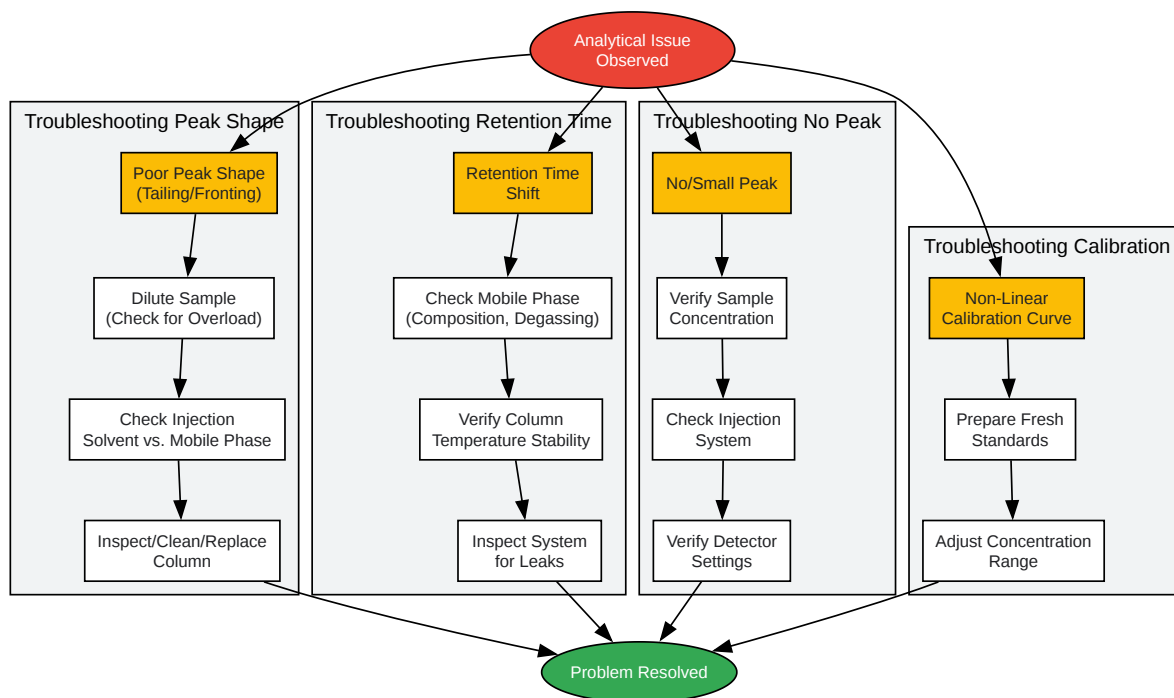 Analytical Issue
Observed
Troubleshooting Peak Shape
Poor Peak Shape
(Tailing/Fronting)
Dilute Sample
(Check for Overload)
Check Injection
Solvent vs. Mobile Phase
Inspect/Clean/Replace
Column
Troubleshooting Retention Time
Retention Time
Shift
Check Mobile Phase
(Composition, Degassing)
Verify Column
Temperature Stability
Inspect System
for Leaks
Troubleshooting No Peak
No/Small Peak
Verify Sample
Concentration
Check Injection
System
Verify Detector
Settings
Troubleshooting Calibration
Non-Linear
Calibration Curve
Prepare Fresh
Standards
Adjust Concentration
Range
Problem Resolved